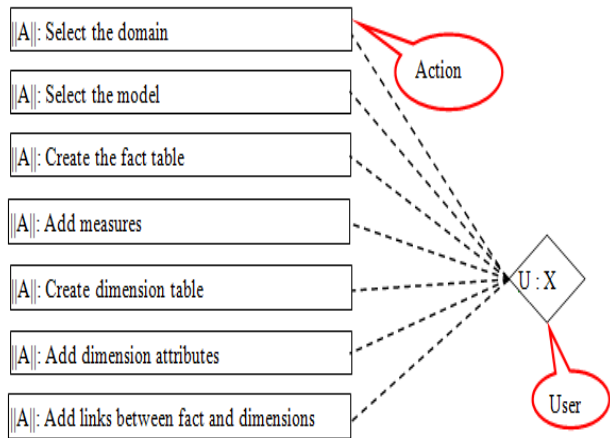 ||A||: Select the domain
Action
||A||: Select the model
||A||: Create the fact table
||A||: Add measures
U : X
||A||: Create dimension table
||A||: Add dimension attributes
User
||A||: Add links between fact and dimensions